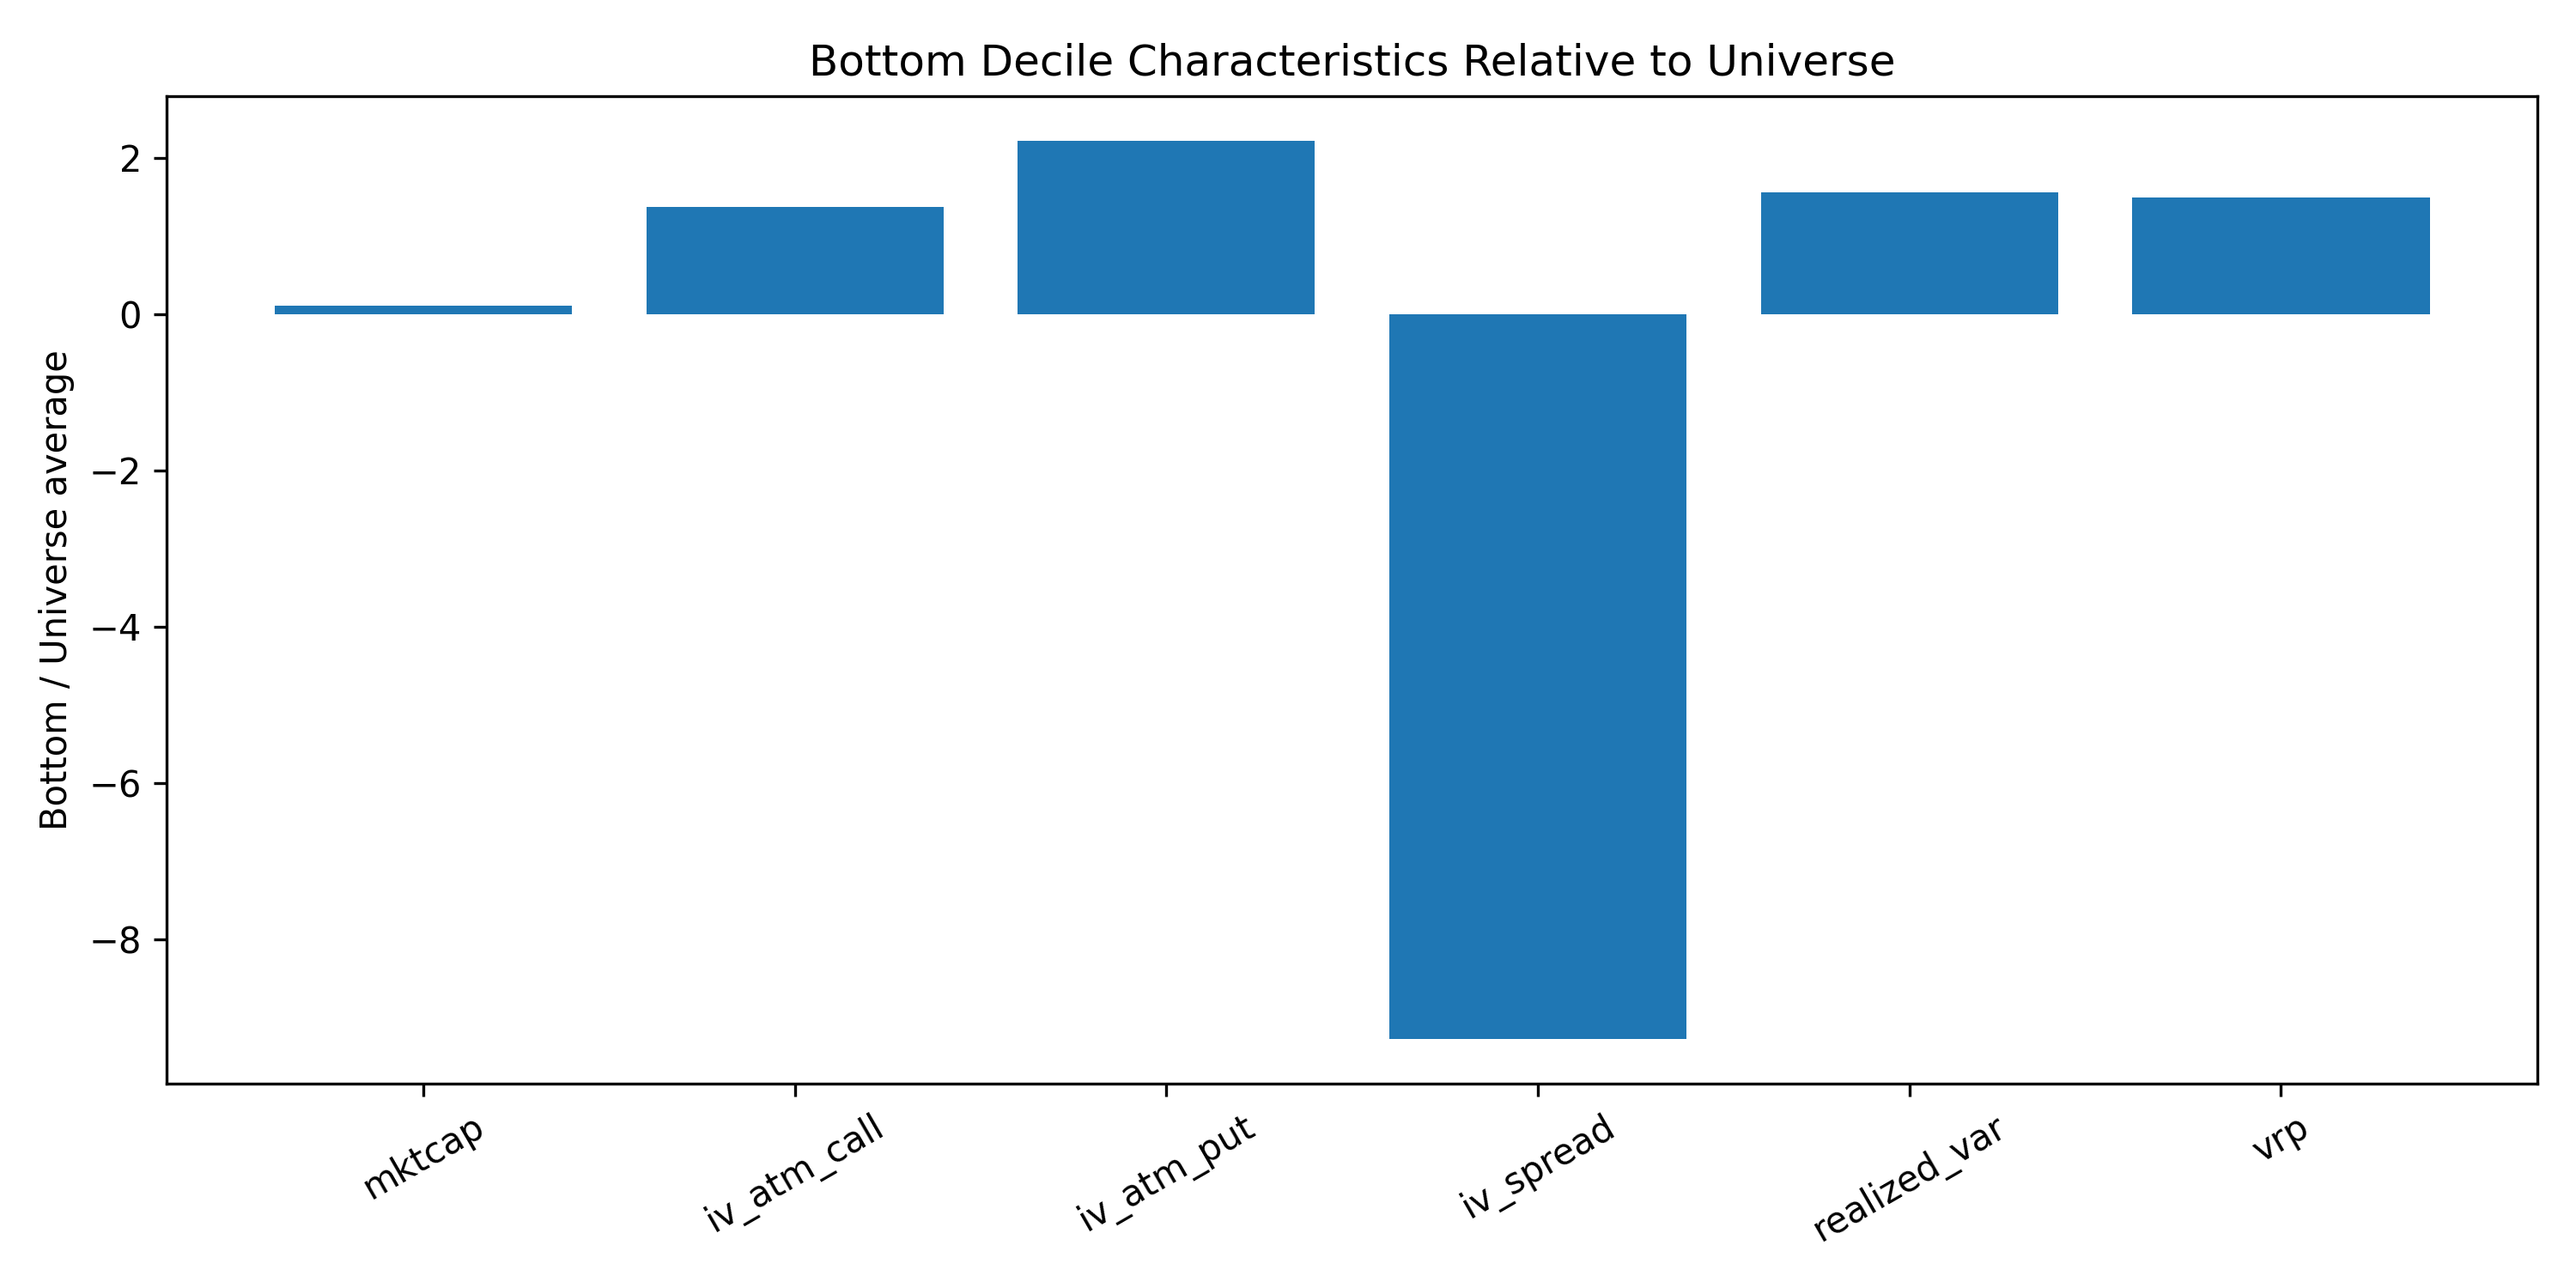 Bottom Decile Characteristics Relative to Universe
Bottom / Universe average
2
0
−2
−4
−6
−8
mktcap
iv_atm_call
iv_atm_put
iv_spread
realized_var
vrp